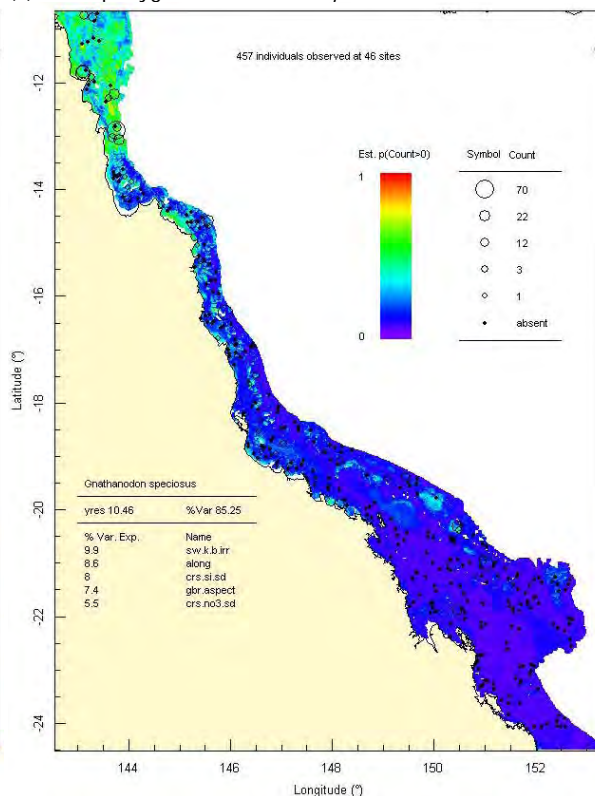 457 individuals observed at 46 sites
Est. p(Count>0)
1
0
Symbol Count
70
22
12
3
1
absent
-12
-14
-16
-18
-20
-22
-24
Latitude (°)
Gnathanodon speciosus
yres 10.46 %Var 85.25
% Var. Exp. Name
9.9 sw.k.b.irr
8.6 along
8 crs.si.sd
7.4 gbr.aspect
5.5 crs.no3.sd
144 146 148 150 152
Longitude (°)